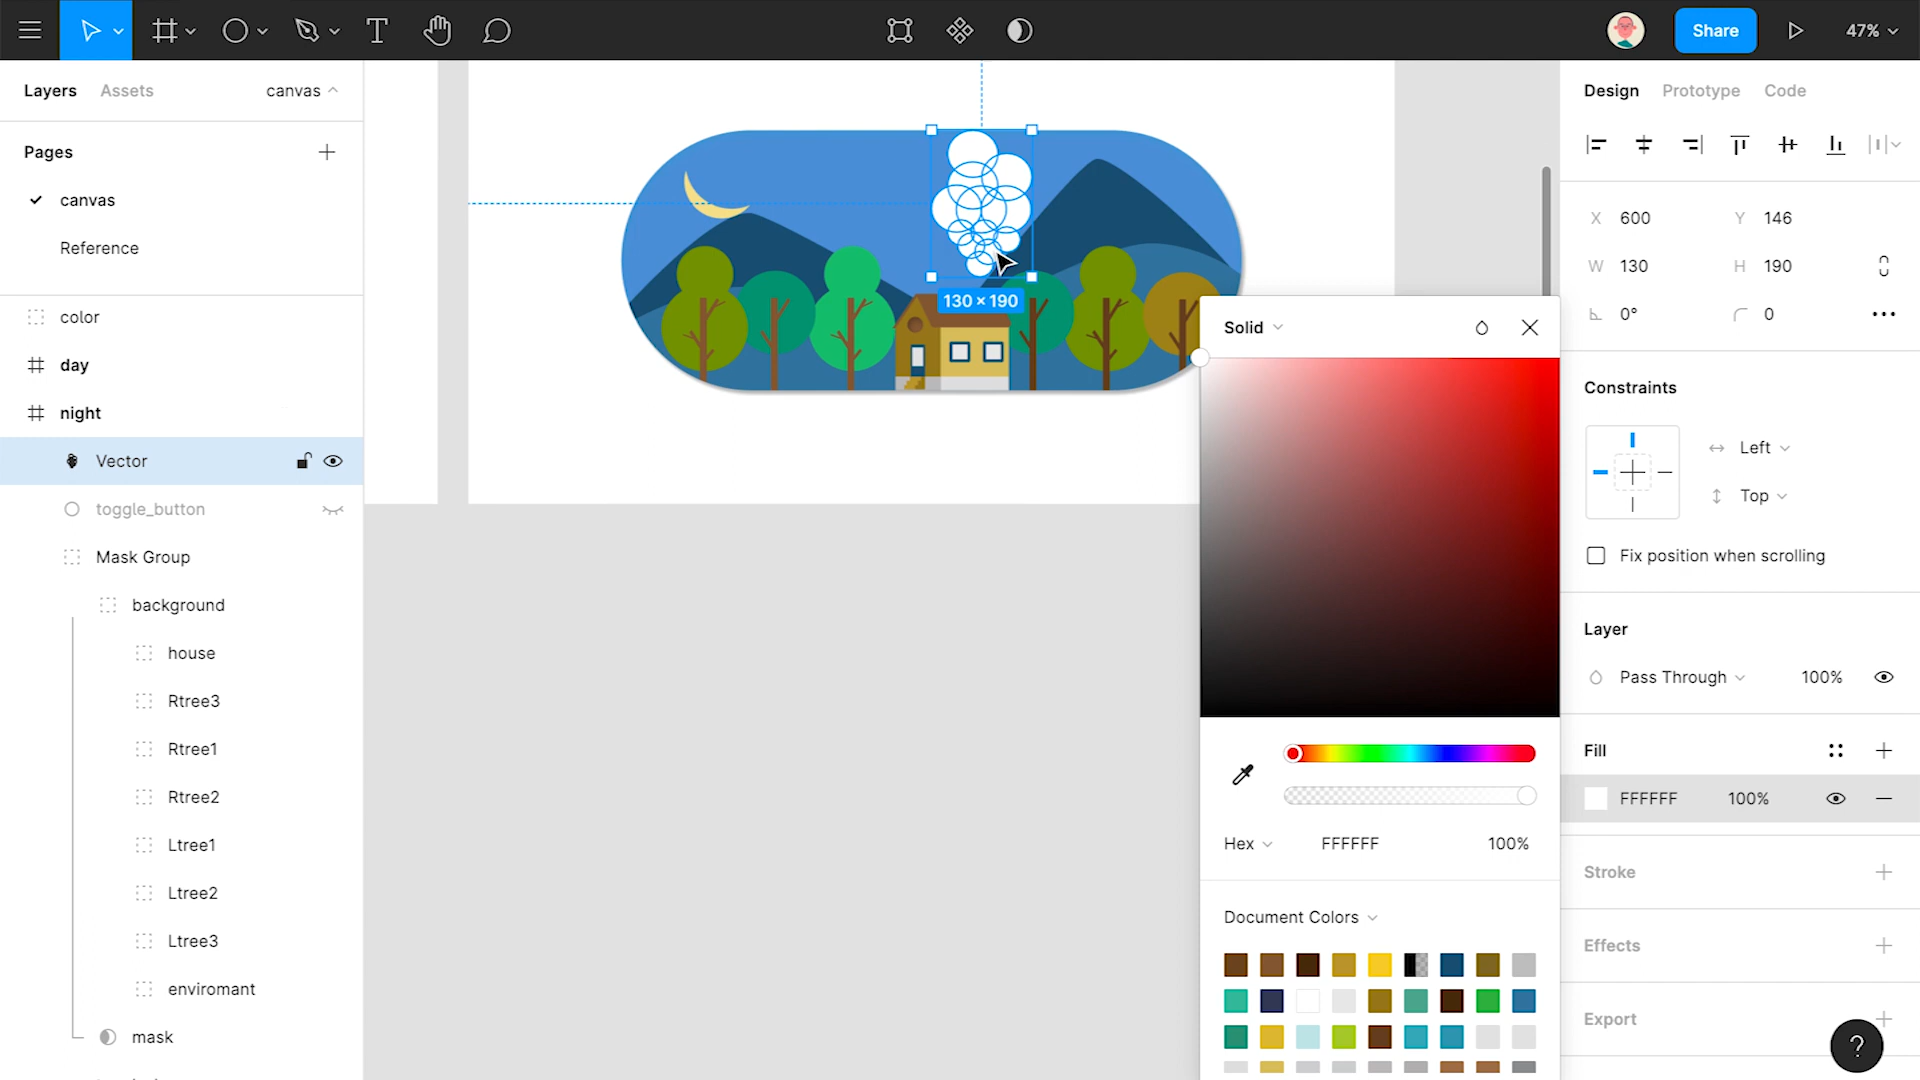 Share
47%
Layers
Assets
canvas
Pages
canvas
Reference
color
day
night
Vector
toggle_button
Mask Group
background
house
Rtree3
Rtree1
Rtree2
Ltree1
Ltree2
Ltree3
enviromant
mask
130 × 190
Solid
Hex FFFFFF 100%
Document Colors
Design Prototype Code
X 600 Y 146
W 130 H 190
0° 0
Constraints
Left
Top
Fix position when scrolling
Layer
Pass Through 100%
Fill
FFFFFF 100%
Stroke
Effects
Export
?